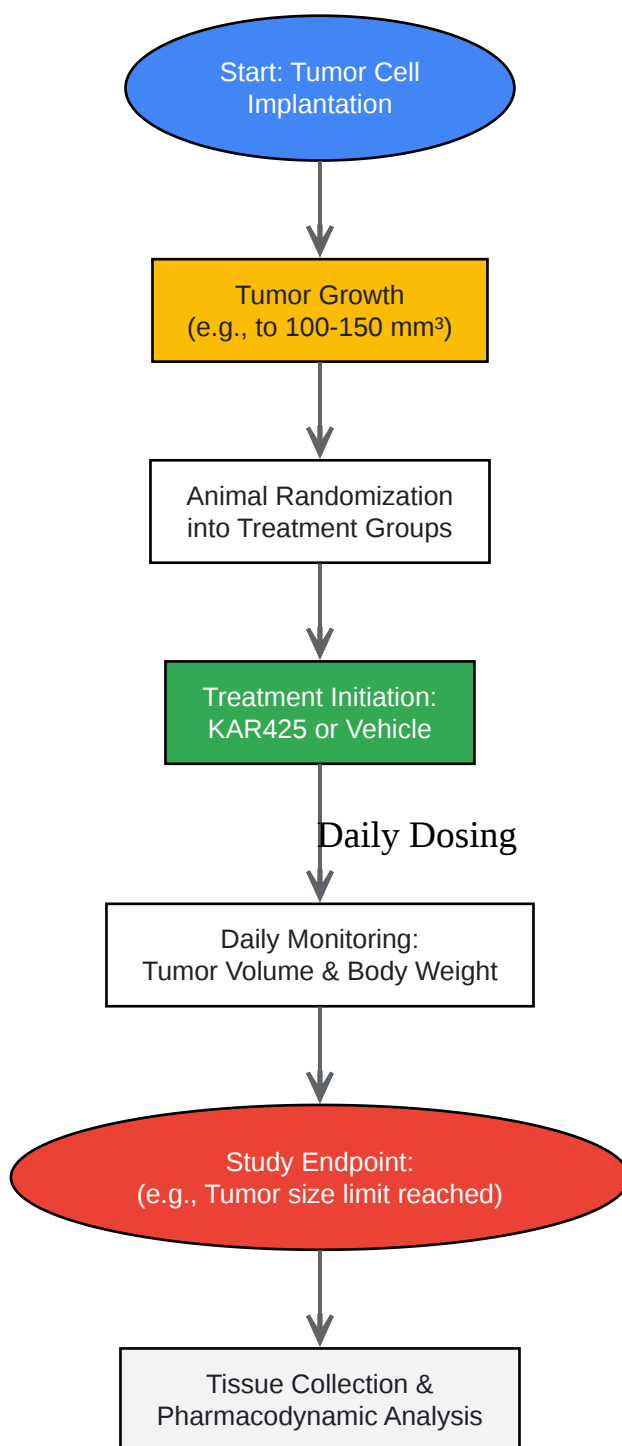 Start: Tumor Cell
Implantation
Tumor Growth
(e.g., to 100-150 mm³)
Animal Randomization
into Treatment Groups
Treatment Initiation:
KAR425 or Vehicle
Daily Dosing
Daily Monitoring:
Tumor Volume & Body Weight
Study Endpoint:
(e.g., Tumor size limit reached)
Tissue Collection &
Pharmacodynamic Analysis